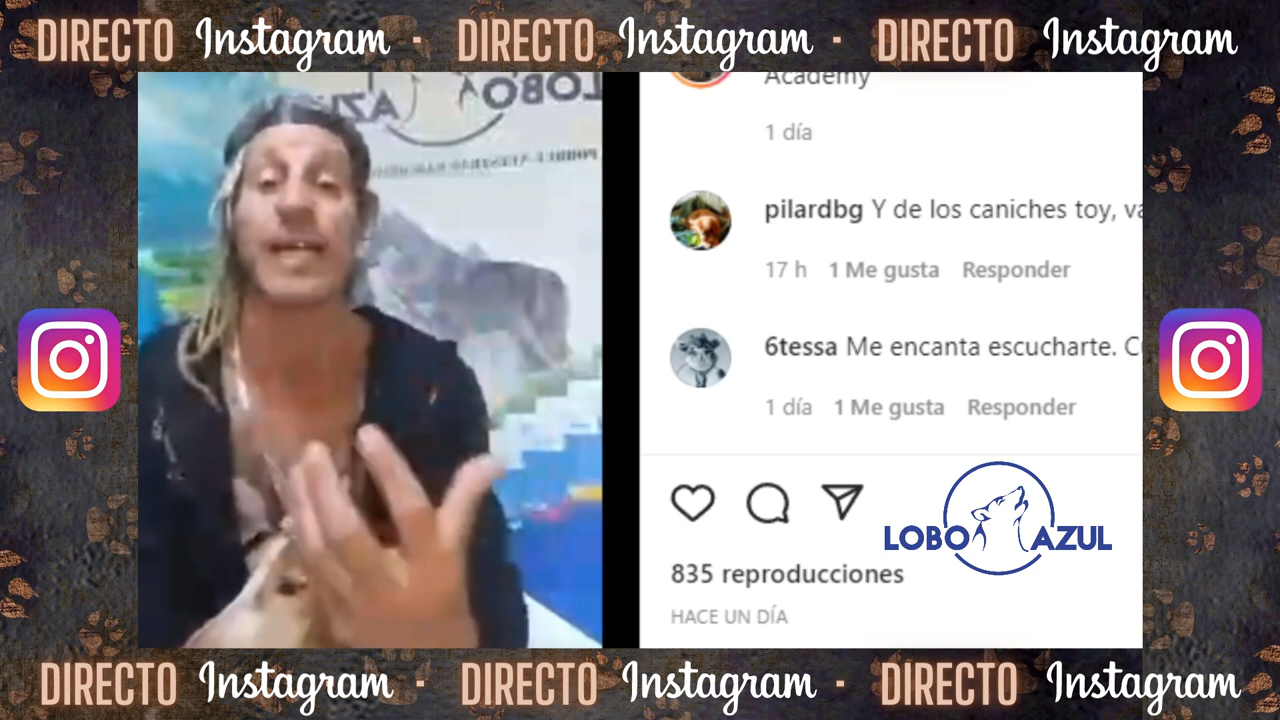 DIRECTO Instagram · DIRECTO Instagram · DIRECTO Instagram
LOBO AZUL
Academy
1 día
pilardbg Y de los caniches toy, va
17 h 1 Me gusta Responder
6tessa Me encanta escucharte. C
1 día 1 Me gusta Responder
LOBO AZUL
835 reproducciones
HACE UN DÍA
DIRECTO Instagram · DIRECTO Instagram · DIRECTO Instagram